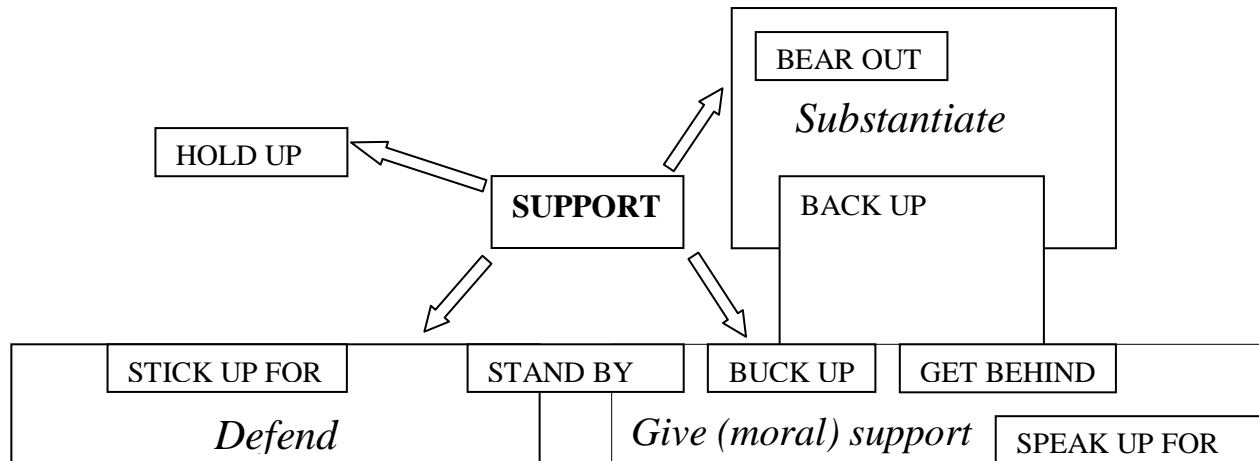 BEAR OUT
Substantiate
HOLD UP
SUPPORT
BACK UP
STICK UP FOR
STAND BY
BUCK UP
GET BEHIND
Defend
Give (moral) support
SPEAK UP FOR